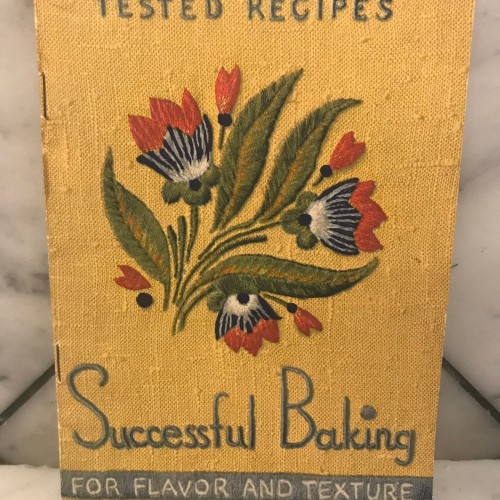 TESTED RECIPES
Successful Baking
FOR FLAVOR AND TEXTURE